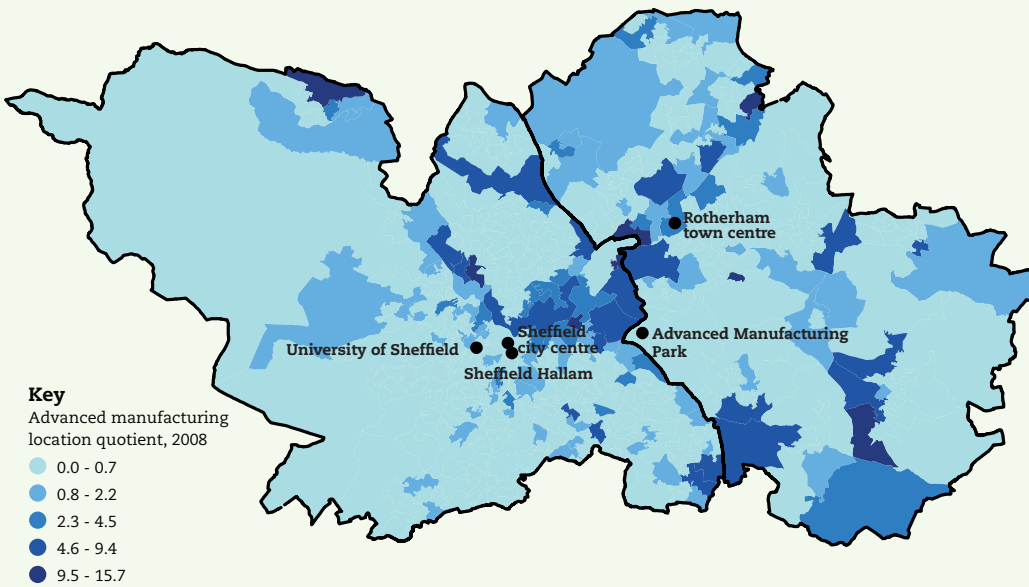 Rotherham
town centre
Sheffield
city centre
Advanced Manufacturing
Park
University of Sheffield
Sheffield Hallam
Key
Advanced manufacturing
location quotient, 2008
0.0 - 0.7
0.8 - 2.2
2.3 - 4.5
4.6 - 9.4
9.5 - 15.7